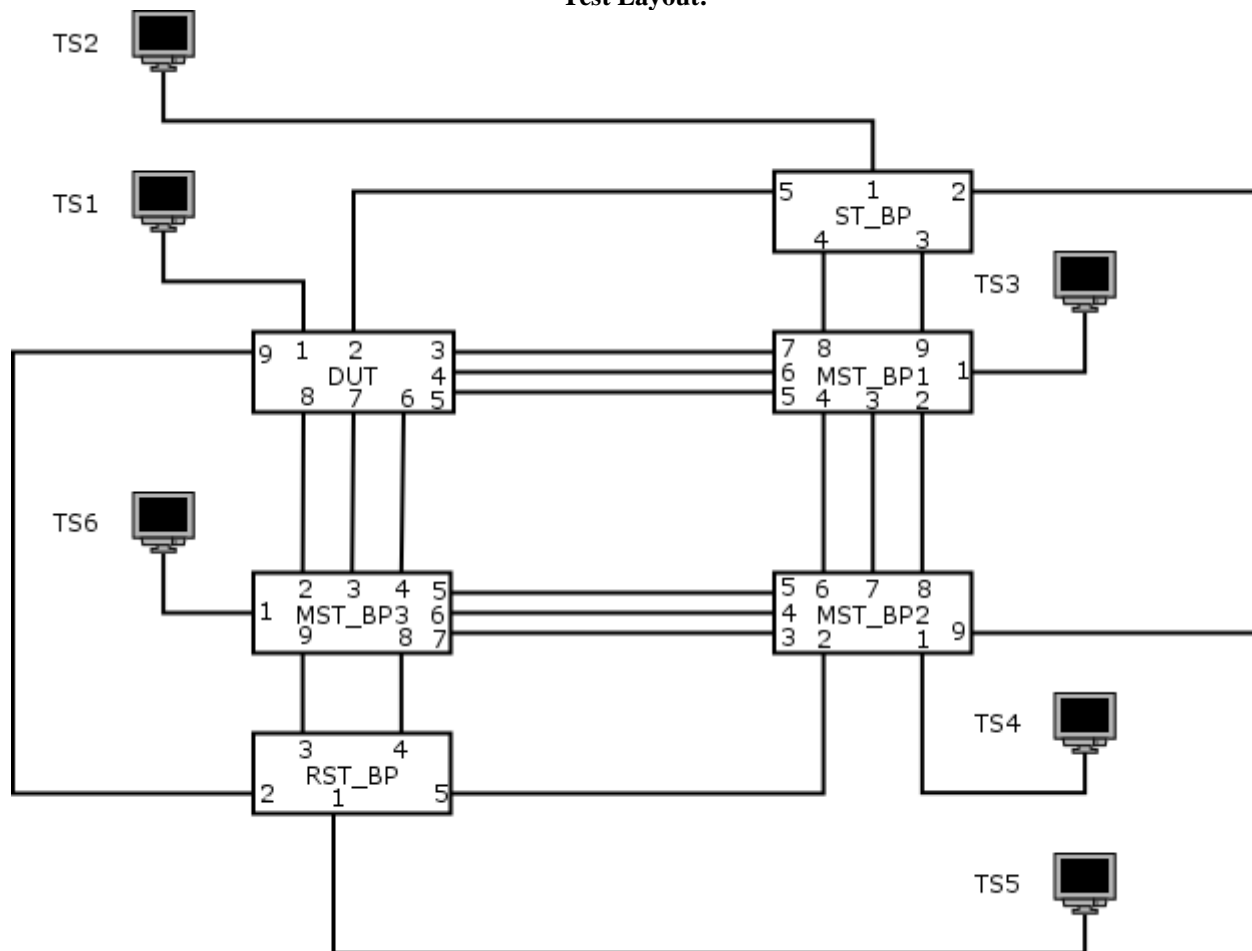 Test Layout:
TS2
TS1
5 1 2
ST_BP
4 3
TS3
9 1 2 3
DUT 4
8 7 6 5
7 8 9
6 MST_BP1 1
5 4 3 2
TS6
2 3 4 5
1 MST_BP3 6
9 8 7
5 6 7 8
4 MST_BP2 9
3 2 1
TS4
3 4
RST_BP
2 1 5
TS5